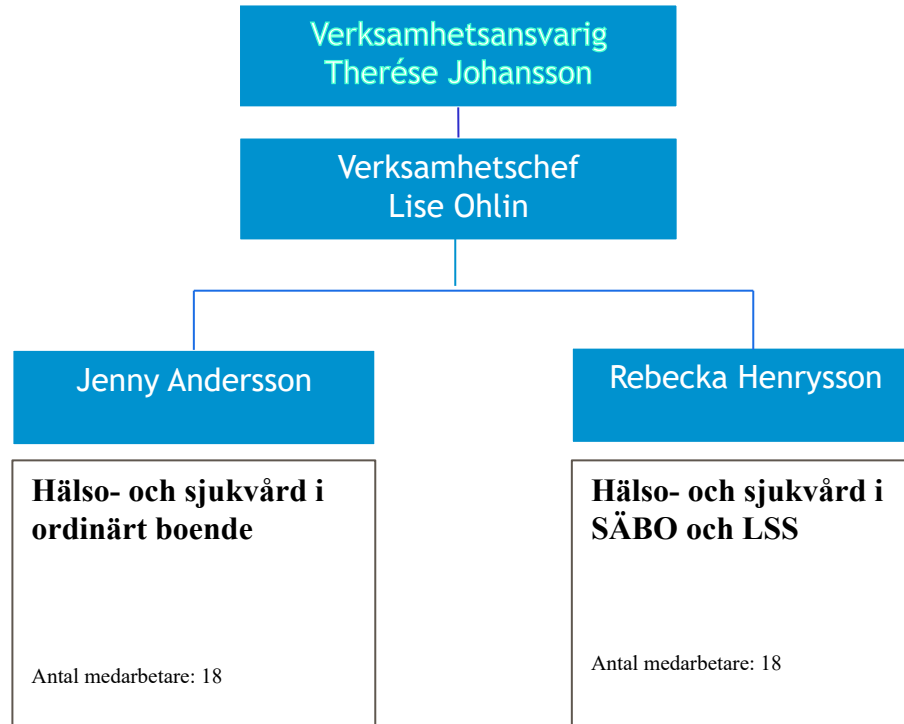 Verksamhetsansvarig
Therése Johansson
Verksamhetschef
Lise Ohlin
Jenny Andersson
Rebecka Henrysson
Hälso- och sjukvård i
ordinärt boende
Antal medarbetare: 18
Hälso- och sjukvård i
SÄBO och LSS
Antal medarbetare: 18